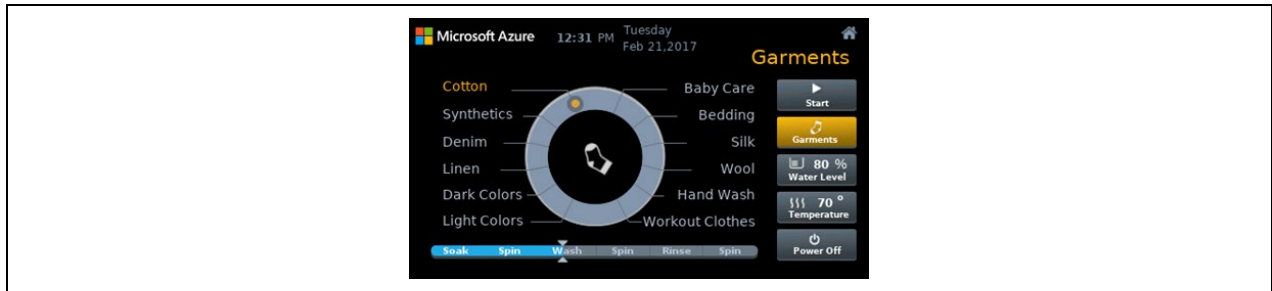 Microsoft Azure 12:31 PM Tuesday
Feb 21,2017
Garments
Cotton
Synthetics
Denim
Linen
Dark Colors
Light Colors
Baby Care
Bedding
Silk
Wool
Hand Wash
Workout Clothes
Start
Garments
80 %
Water Level
70 °
Temperature
Power Off
Soak Spin Wash Spin Rinse Spin